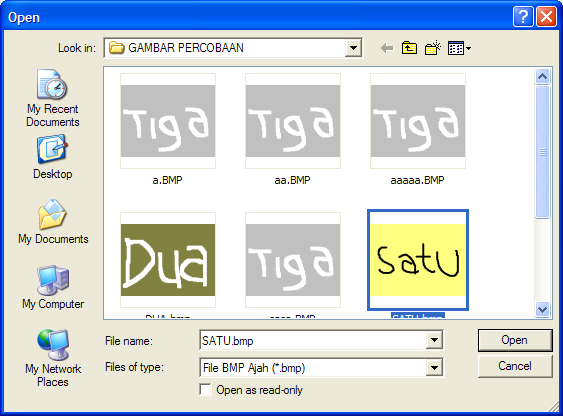 Open
Look in: GAMBAR PERCOBAAN
My Recent Documents
Desktop
My Documents
My Computer
My Network Places
Tiga
Tiga
Tiga
a.BMP
aa.BMP
aaaaa.BMP
Dua
Tiga
Satu
DUA.bmp
SATU.bmp
File name: SATU.bmp
Open
Files of type: File BMP Ajah (*.bmp)
Cancel
Open as read-only